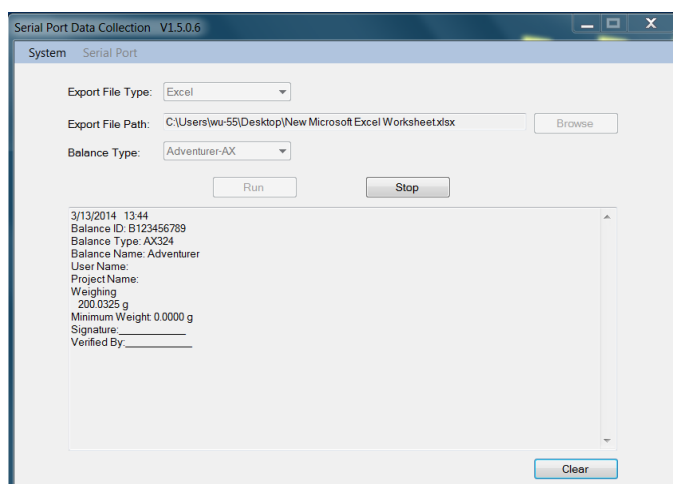 Serial Port Data Collection V1.5.0.6
System Serial Port
Export File Type: Excel
Export File Path: C:\Users\wu-55\Desktop\New Microsoft Excel Worksheet.xlsx Browse
Balance Type: Adventurer-AX
Run Stop
3/13/2014 13:44
Balance ID: B123456789
Balance Type: AX324
Balance Name: Adventurer
User Name:
Project Name:
Weighing
200.0325 g
Minimum Weight: 0.0000 g
Signature:____________
Verified By:____________
Clear